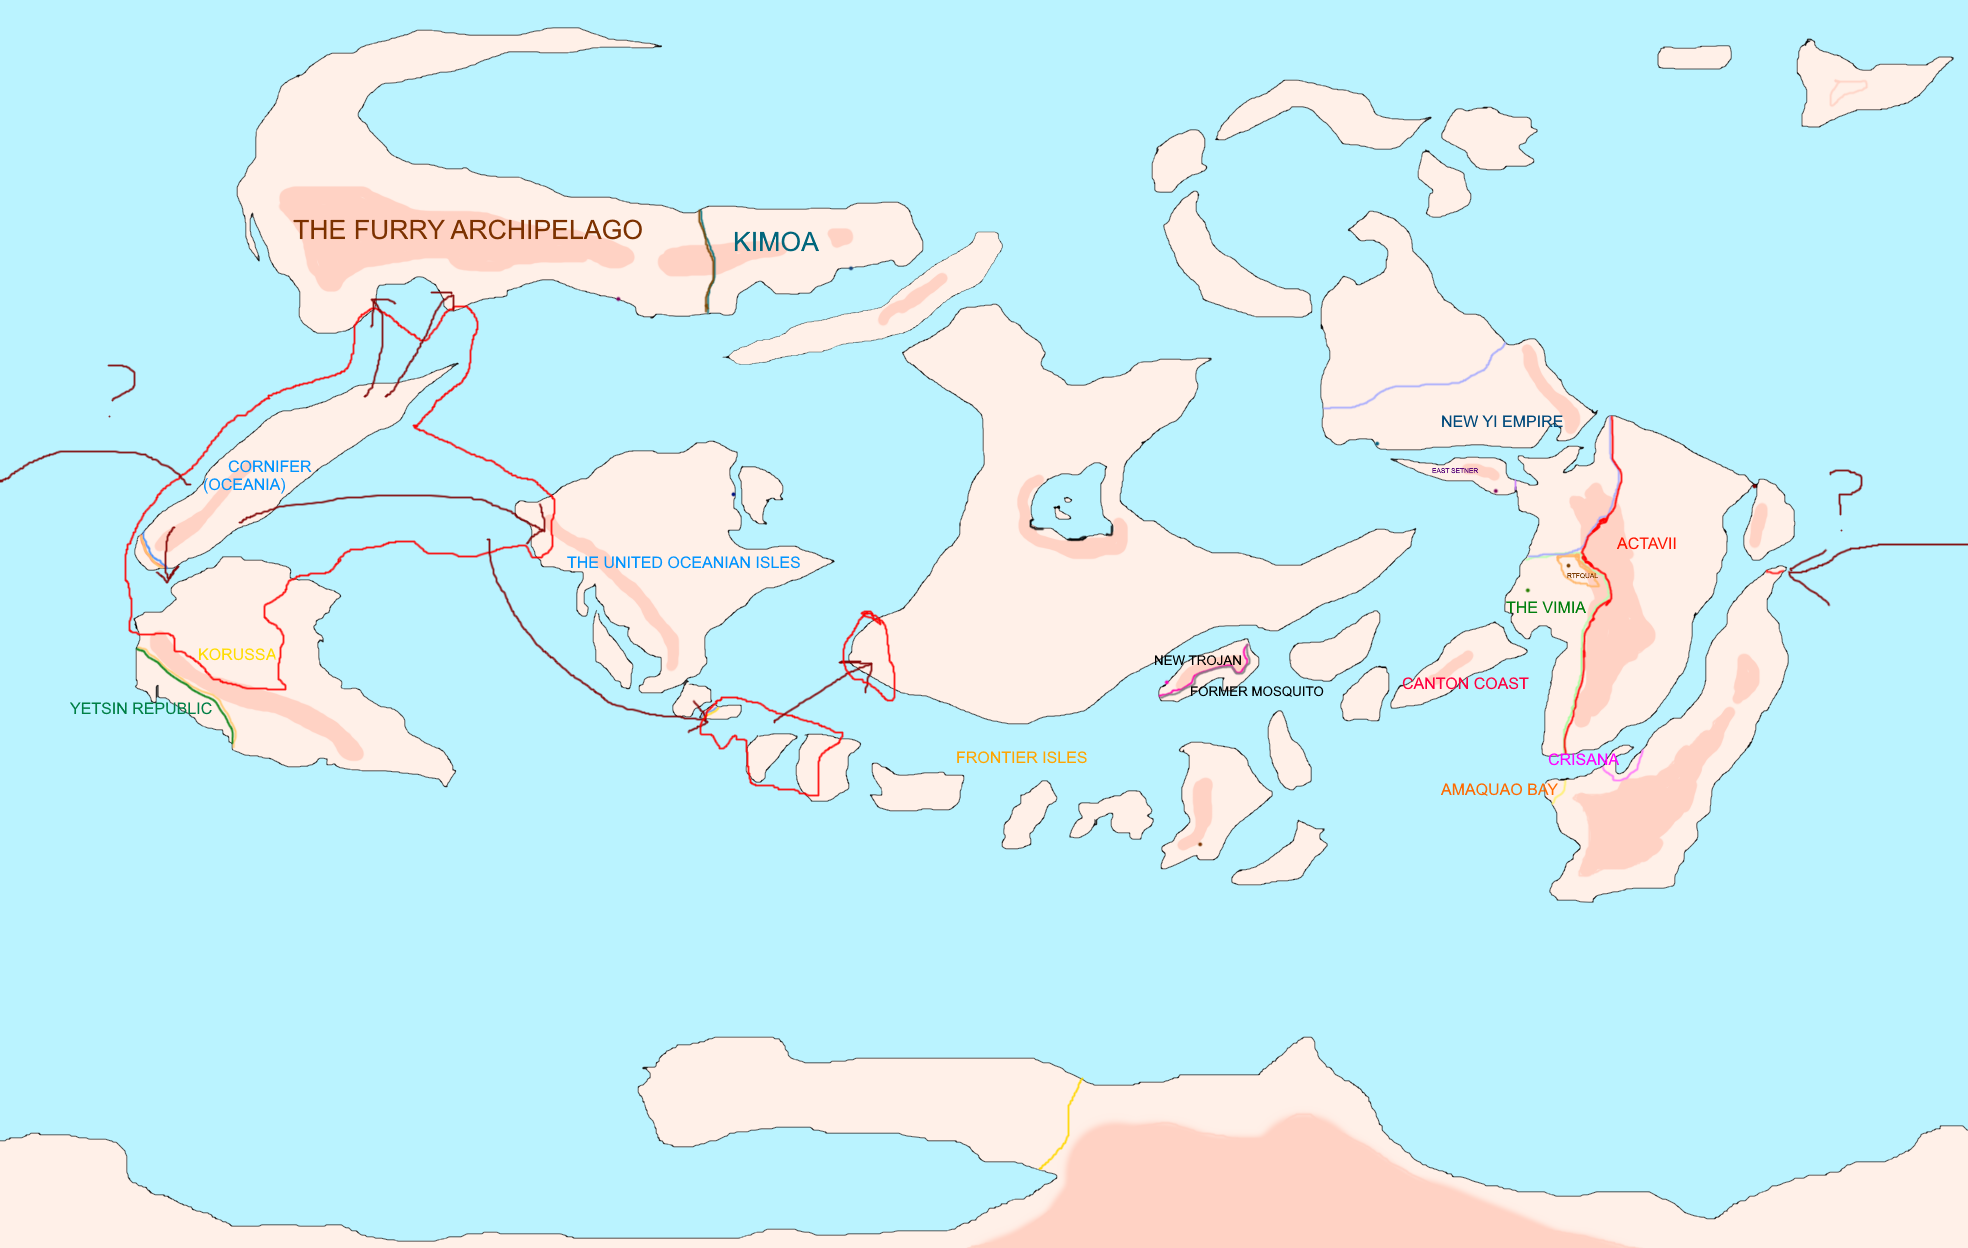 THE FURRY ARCHIPELAGO
KIMOA
?
CORNIFER
(OCEANIA)
NEW YI EMPIRE
EAST SETNER
?
ACTAVII
THE UNITED OCEANIAN ISLES
RTFQUAL
THE VIMIA
KORUSSA
NEW TROJAN
FORMER MOSQUITO
CANTON COAST
YETSIN REPUBLIC
FRONTIER ISLES
CRISANA
AMAQUAO BAY